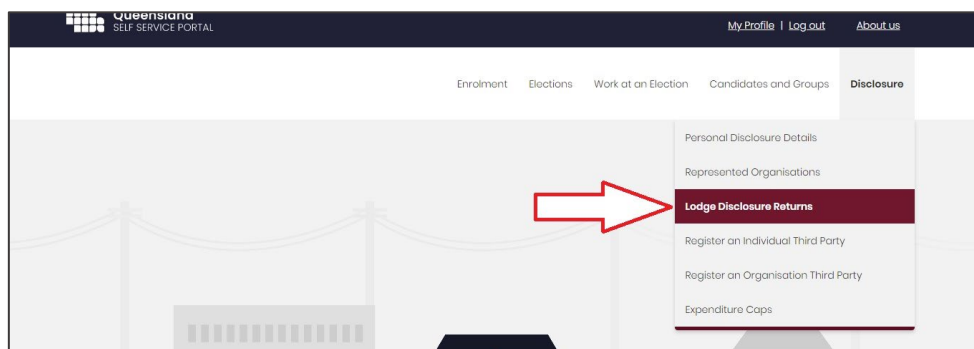 Queensland
SELF SERVICE PORTAL
My Profile | Log out About us
Enrolment Elections Work at an Election Candidates and Groups Disclosure
Personal Disclosure Details
Represented Organisations
Lodge Disclosure Returns
Register an Individual Third Party
Register an Organisation Third Party
Expenditure Caps